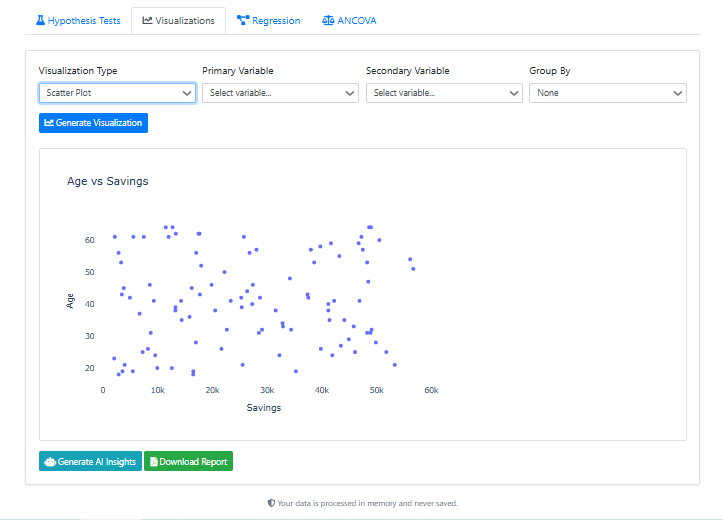 Hypothesis Tests Visualizations Regression ANCOVA
Visualization Type Primary Variable Secondary Variable Group By
Scatter Plot Select variable... Select variable... None
Generate Visualization
Age vs Savings
60
50
40
30
20
Age
0 10k 20k 30k 40k 50k 60k
Savings
Generate AI Insights Download Report
Your data is processed in memory and never saved.